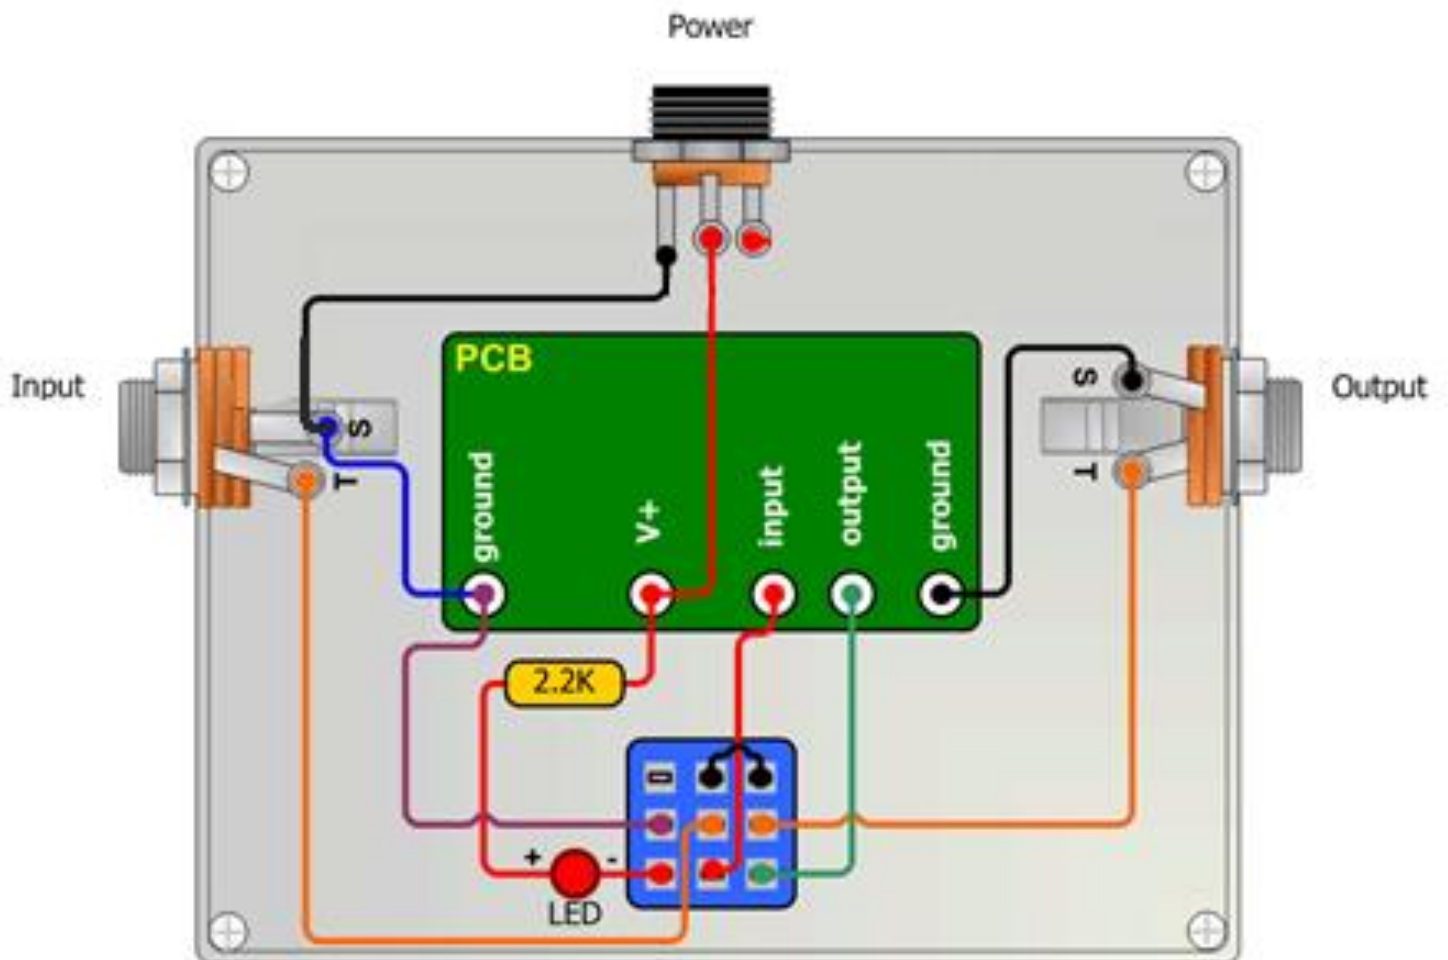 Power
PCB
Input
Output
S
S
T
T
ground
V+
input
output
ground
2.2K
+
-
LED